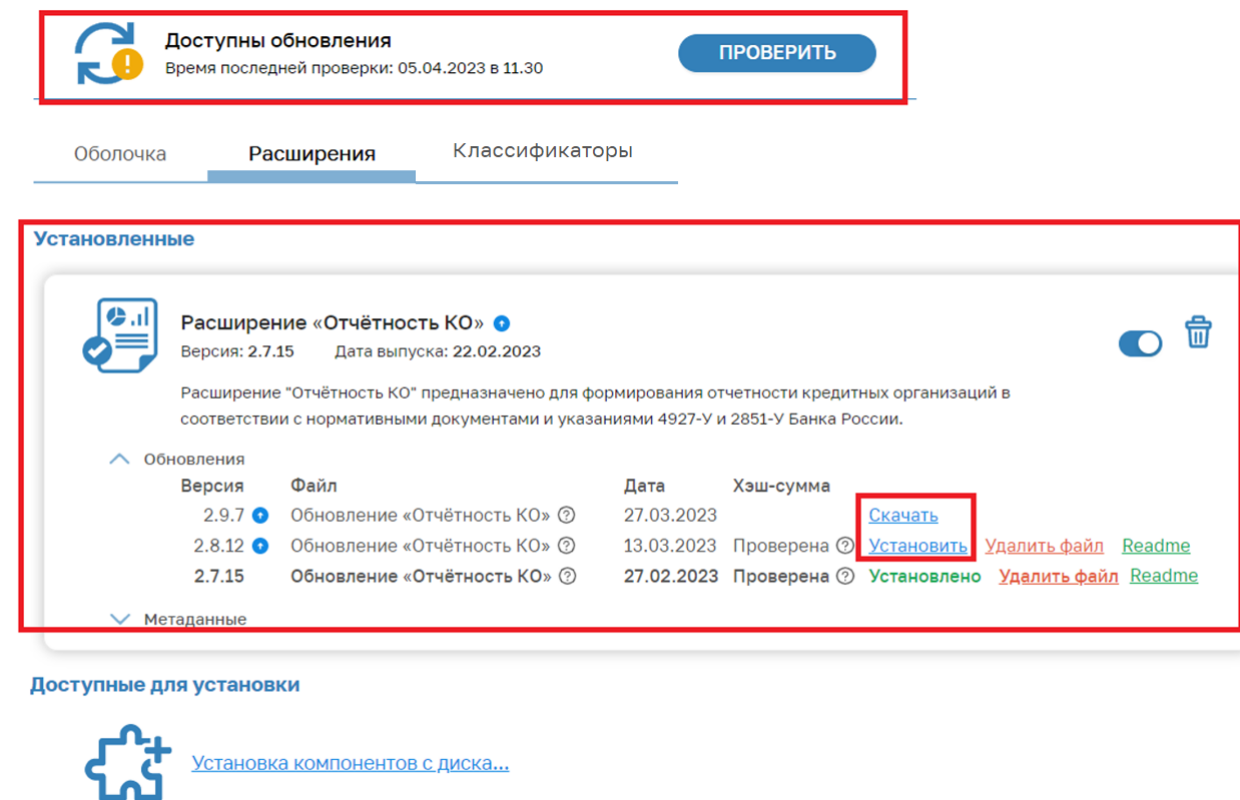 Доступны обновления
Время последней проверки: 05.04.2023 в 11.30
ПРОВЕРИТЬ
Оболочка Расширения Классификаторы
Установленные
Расширение «Отчётность КО»
Версия: 2.7.15 Дата выпуска: 22.02.2023
Расширение "Отчётность КО" предназначено для формирования отчетности кредитных организаций в
соответствии с нормативными документами и указаниями 4927-У и 2851-У Банка России.
Обновления
Версия Файл Дата Хэш-сумма
2.9.7 Обновление «Отчётность КО» ? 27.03.2023 Скачать
2.8.12 Обновление «Отчётность КО» ? 13.03.2023 Проверена ? Установить Удалить файл Readme
2.7.15 Обновление «Отчётность КО» ? 27.02.2023 Проверена ? Установлено Удалить файл Readme
Метаданные
Доступные для установки
Установка компонентов с диска...